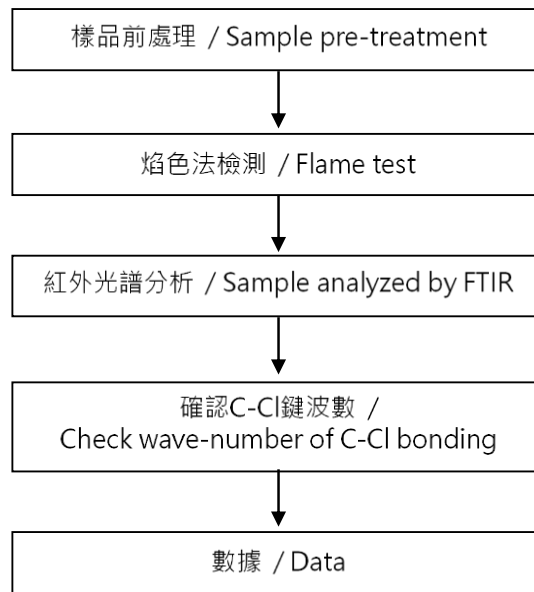 樣品前處理 / Sample pre-treatment
焰色法檢測 / Flame test
紅外光譜分析 / Sample analyzed by FTIR
確認C-Cl鍵波數 /
Check wave-number of C-Cl bonding
數據 / Data